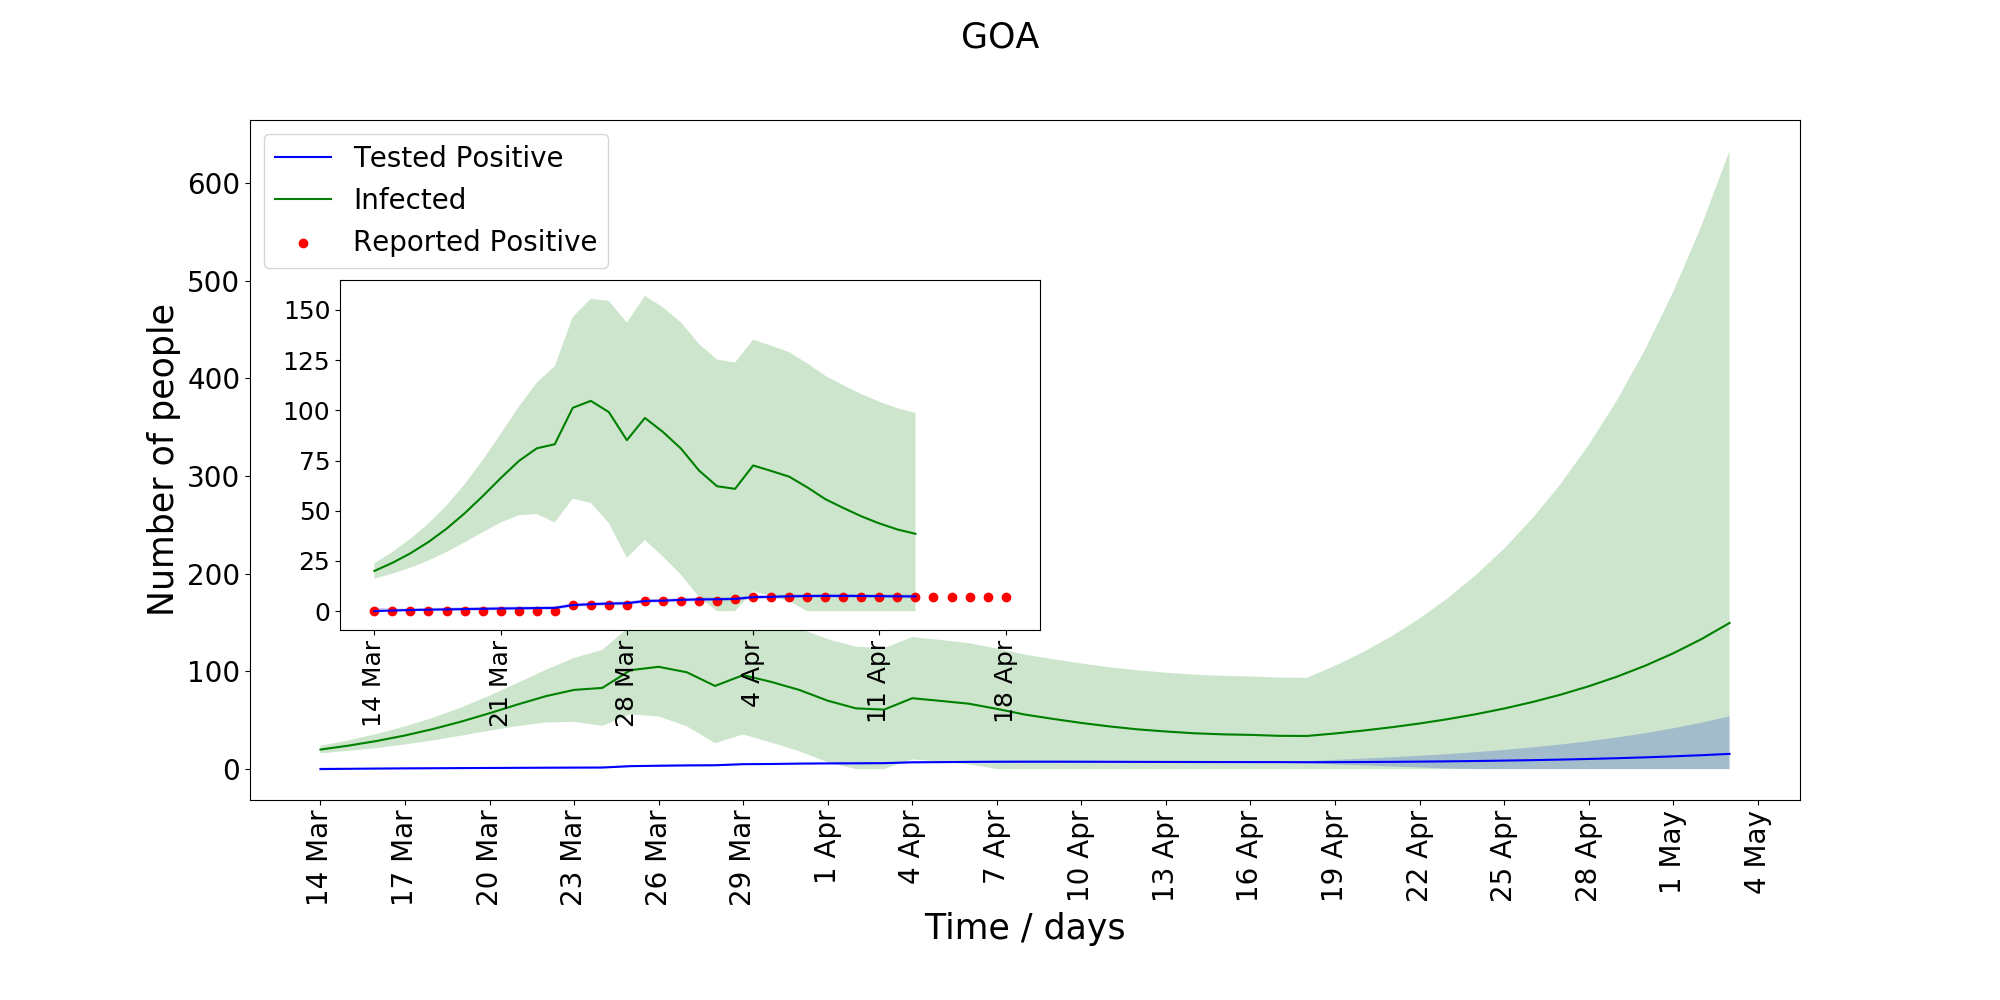 GOA
Tested Positive
Infected
Reported Positive
Number of people
600
500
400
300
200
100
0
150
125
100
75
50
25
0
14 Mar
21 Mar
28 Mar
4 Apr
11 Apr
18 Apr
14 Mar
17 Mar
20 Mar
23 Mar
26 Mar
29 Mar
1 Apr
4 Apr
7 Apr
10 Apr
13 Apr
16 Apr
19 Apr
22 Apr
25 Apr
28 Apr
1 May
4 May
Time / days